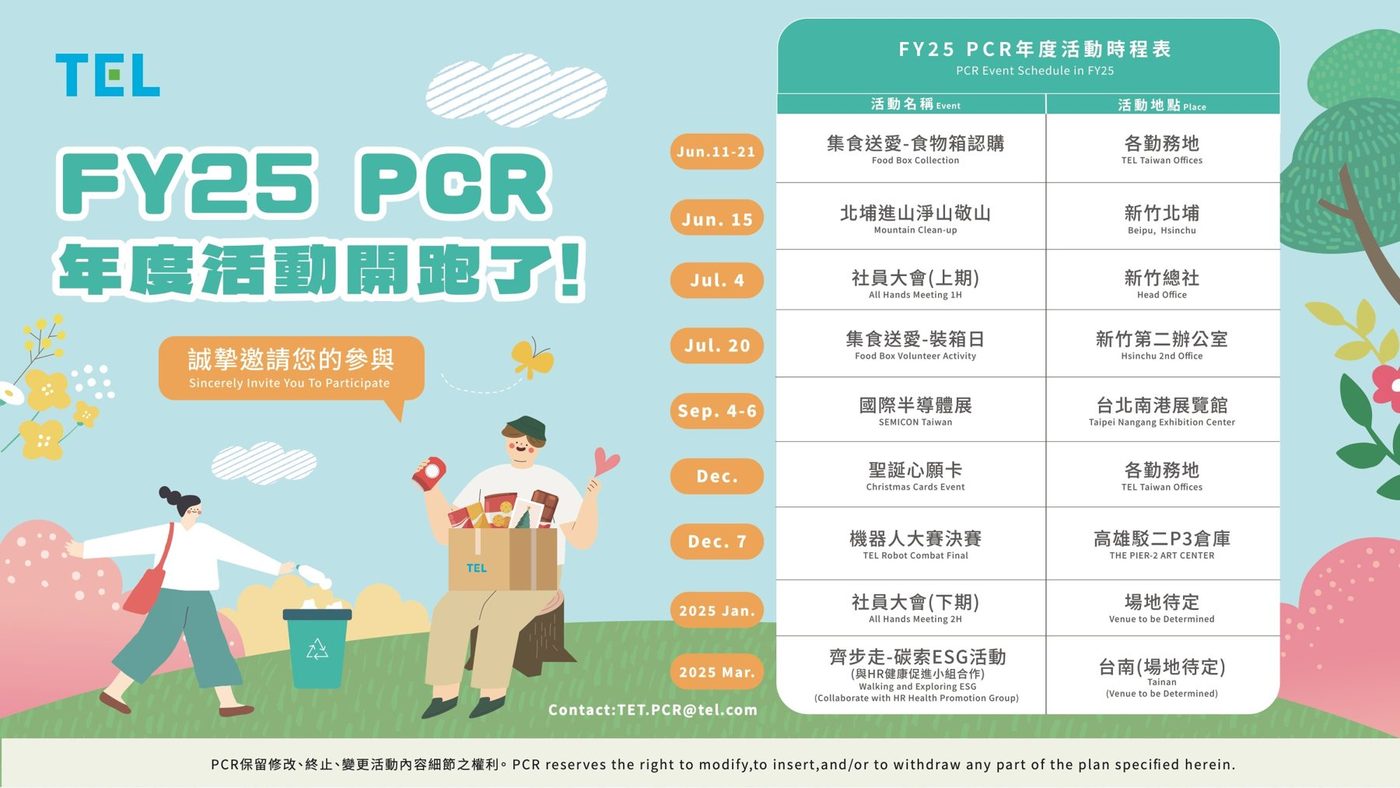 TEL
FY25 PCR
年度活動開跑了!
誠摯邀請您的參與
Sincerely Invite You To Participate
TEL
FY25 PCR年度活動時程表
PCR Event Schedule in FY25
活動名稱 Event
活動地點 Place
Jun.11-21
集食送愛-食物箱認購
Food Box Collection
各勤務地
TEL Taiwan Offices
Jun. 15
北埔進山淨山敬山
Mountain Clean-up
新竹北埔
Beipu, Hsinchu
Jul. 4
社員大會(上期)
All Hands Meeting 1H
新竹總社
Head Office
Jul. 20
集食送愛-裝箱日
Food Box Volunteer Activity
新竹第二辦公室
Hsinchu 2nd Office
Sep. 4-6
國際半導體展
SEMICON Taiwan
台北南港展覽館
Taipei Nangang Exhibition Center
Dec.
聖誕心願卡
Christmas Cards Event
各勤務地
TEL Taiwan Offices
Dec. 7
機器人大賽決賽
TEL Robot Combat Final
高雄駁二P3倉庫
THE PIER-2 ART CENTER
2025 Jan.
社員大會(下期)
All Hands Meeting 2H
場地待定
Venue to be Determined
2025 Mar.
齊步走-碳索ESG活動
(與HR健康促進小組合作)
Walking and Exploring ESG
(Collaborate with HR Health Promotion Group)
台南(場地待定)
Tainan
(Venue to be Determined)
Contact:TET.PCR@tel.com
PCR保留修改、終止、變更活動內容細節之權利。PCR reserves the right to modify,to insert,and/or to withdraw any part of the plan specified herein.